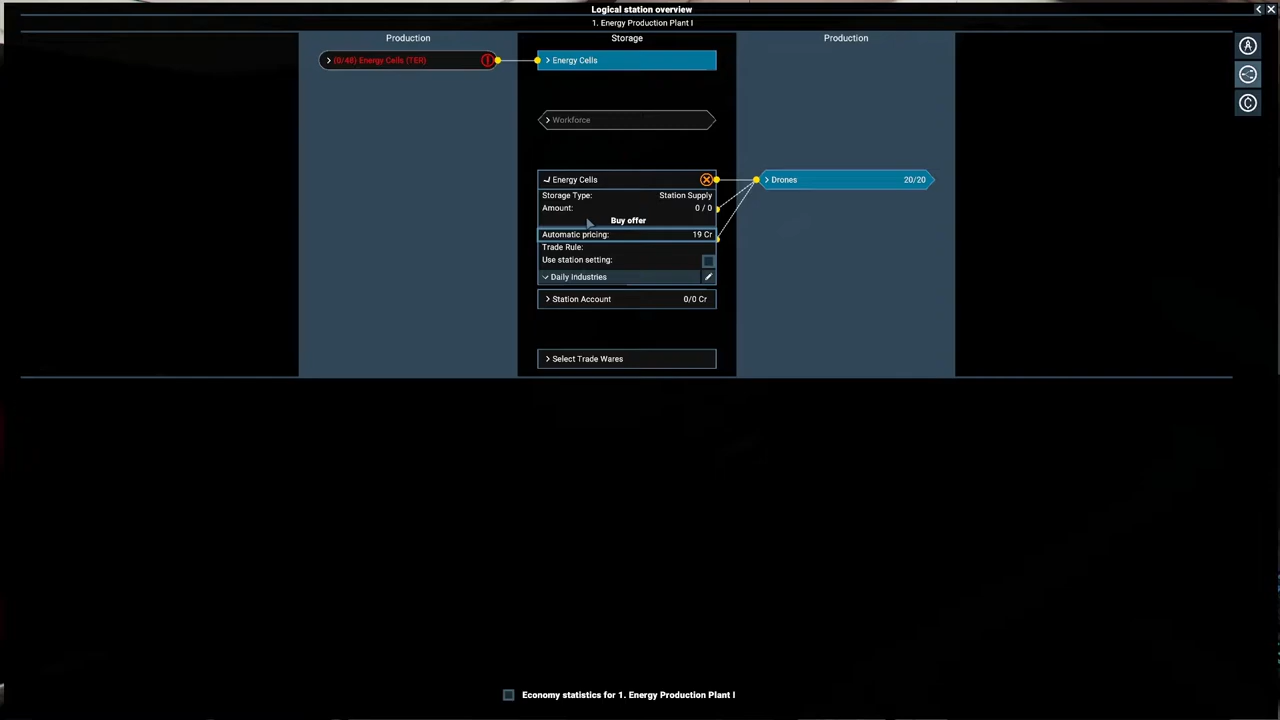 Logical station overview
1. Energy Production Plant I
Production
Storage
Production
(0/48) Energy Cells (TER)
Energy Cells
Workforce
Energy Cells
Drones 20/20
Storage Type: Station Supply
Amount: 0 / 0
Buy offer
Automatic pricing: 19 Cr
Trade Rule:
Use station setting:
Daily Industries
Station Account 0/0 Cr
Select Trade Wares
Economy statistics for 1. Energy Production Plant I